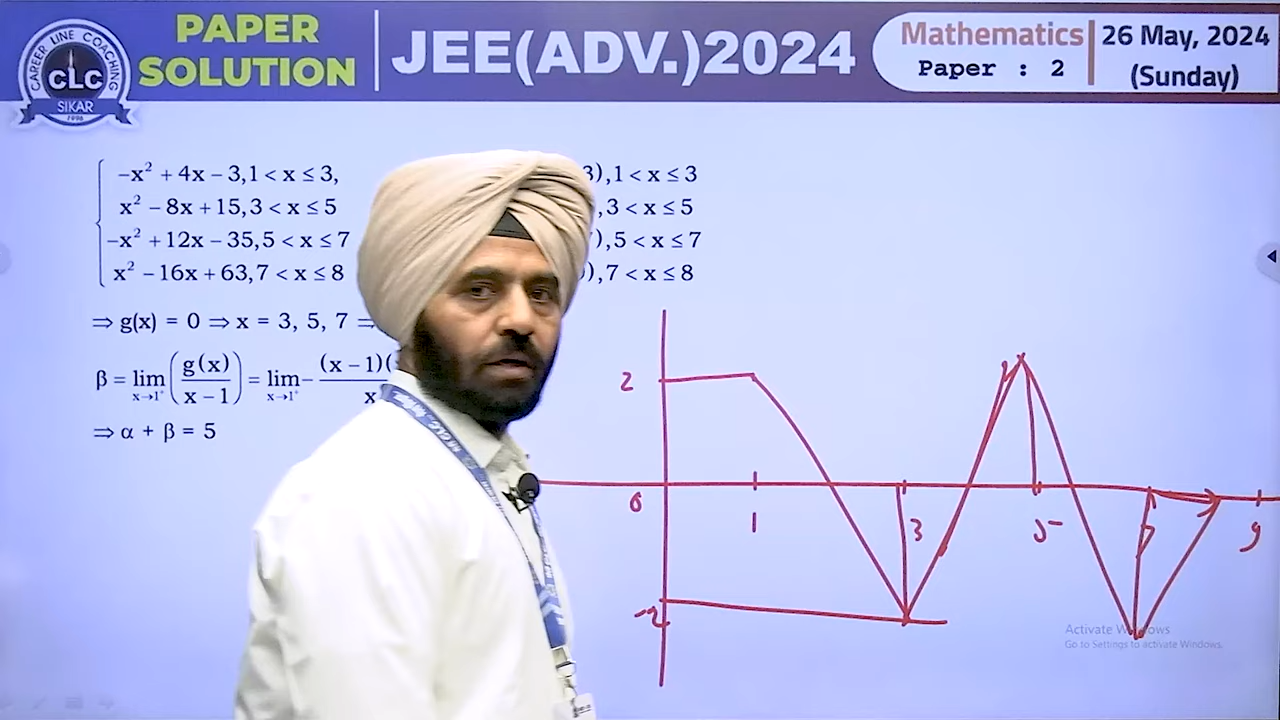 CAREER LINE COACHING
CLC
SIKAR
1996
PAPER
SOLUTION
JEE(ADV.)2024
Mathematics
Paper : 2
26 May, 2024
(Sunday)
−x² + 4x − 3,1 < x ≤ 3,
3),1 < x ≤ 3
x² − 8x + 15,3 < x ≤ 5
,3 < x ≤ 5
−x² + 12x − 35,5 < x ≤ 7
),5 < x ≤ 7
x² − 16x + 63,7 < x ≤ 8
),7 < x ≤ 8
⇒ g(x) = 0 ⇒ x = 3, 5, 7 ⇒
β = lim x→1⁺ (g(x)/(x − 1)) = lim x→1⁺ − (x − 1)(
x
⇒ α + β = 5
2
0
1
3
5
7
9
-2
Activate Windows
Go to Settings to activate Windows.